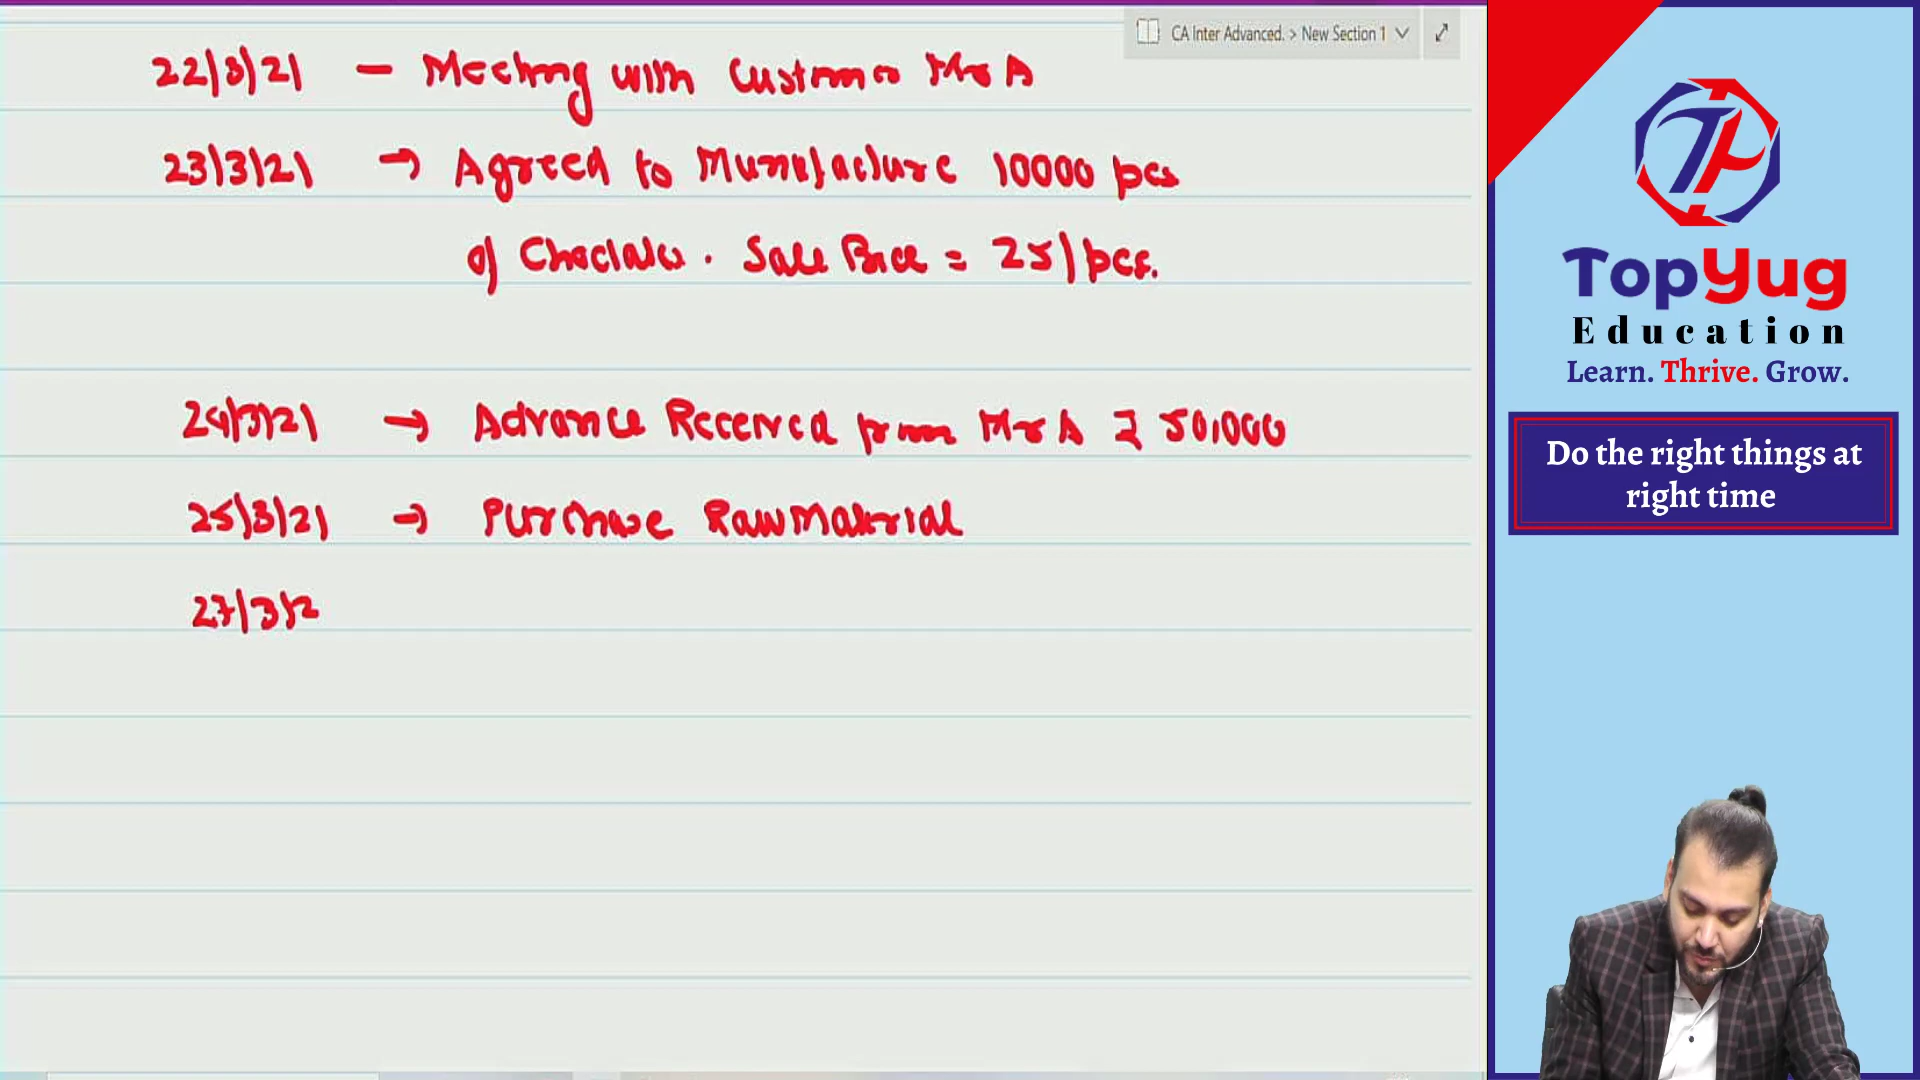 CA Inter Advanced. > New Section 1
22/3/21 — Meeting with Customer Mr A
23/3/21 → Agreed to Manufacture 10000 pcs
of Choclates. Sale Price = 25/pcs.
24/3/21 → Advance Received from Mr A ₹ 50,000
25/3/21 → Purchase Raw Material
27/3/2
TopYug
Education
Learn. Thrive. Grow.
Do the right things at
right time